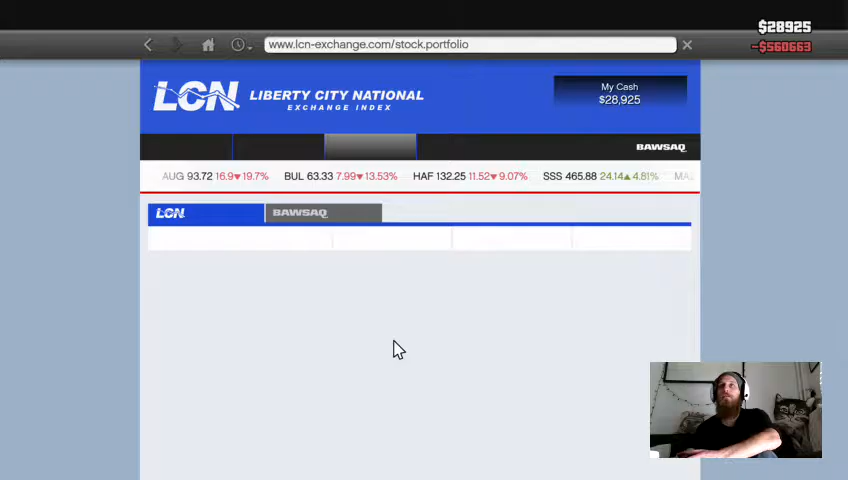 $28925
-$560663
www.lcn-exchange.com/stock.portfolio
LCN LIBERTY CITY NATIONAL
EXCHANGE INDEX
My Cash
$28,925
BAWSAQ
AUG 93.72 16.9▼19.7% BUL 63.33 7.99▼13.53% HAF 132.25 11.52▼9.07% SSS 465.88 24.14▲4.81%
LCN BAWSAQ